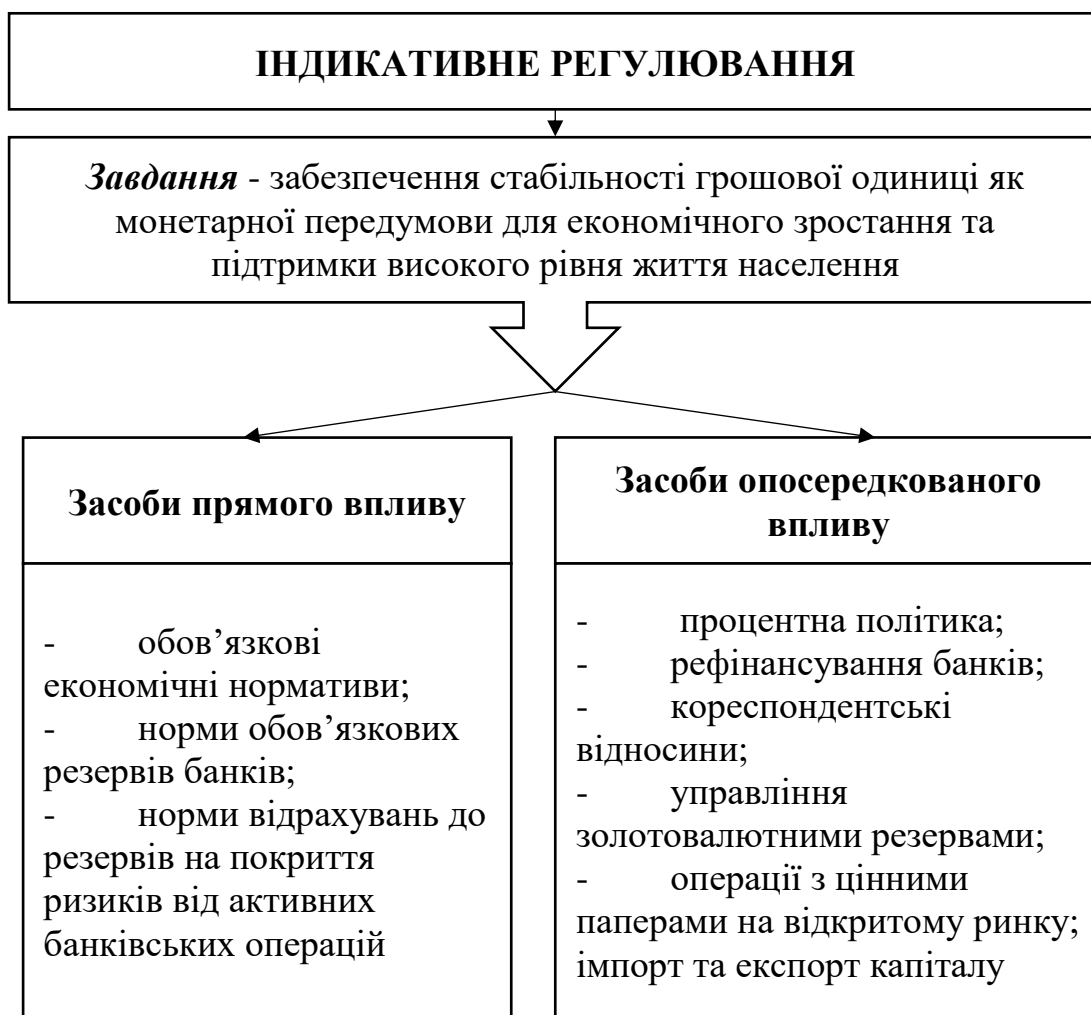 ІНДИКАТИВНЕ РЕГУЛЮВАННЯ
Завдання - забезпечення стабільності грошової одиниці як
монетарної передумови для економічного зростання та
підтримки високого рівня життя населення
Засоби прямого впливу
- обов’язкові
економічні нормативи;
- норми обов’язкових
резервів банків;
- норми відрахувань до
резервів на покриття
ризиків від активних
банківських операцій
Засоби опосередкованого
впливу
- процентна політика;
- рефінансування банків;
- кореспондентські
відносини;
- управління
золотовалютними резервами;
- операції з цінними
паперами на відкритому ринку;
імпорт та експорт капіталу